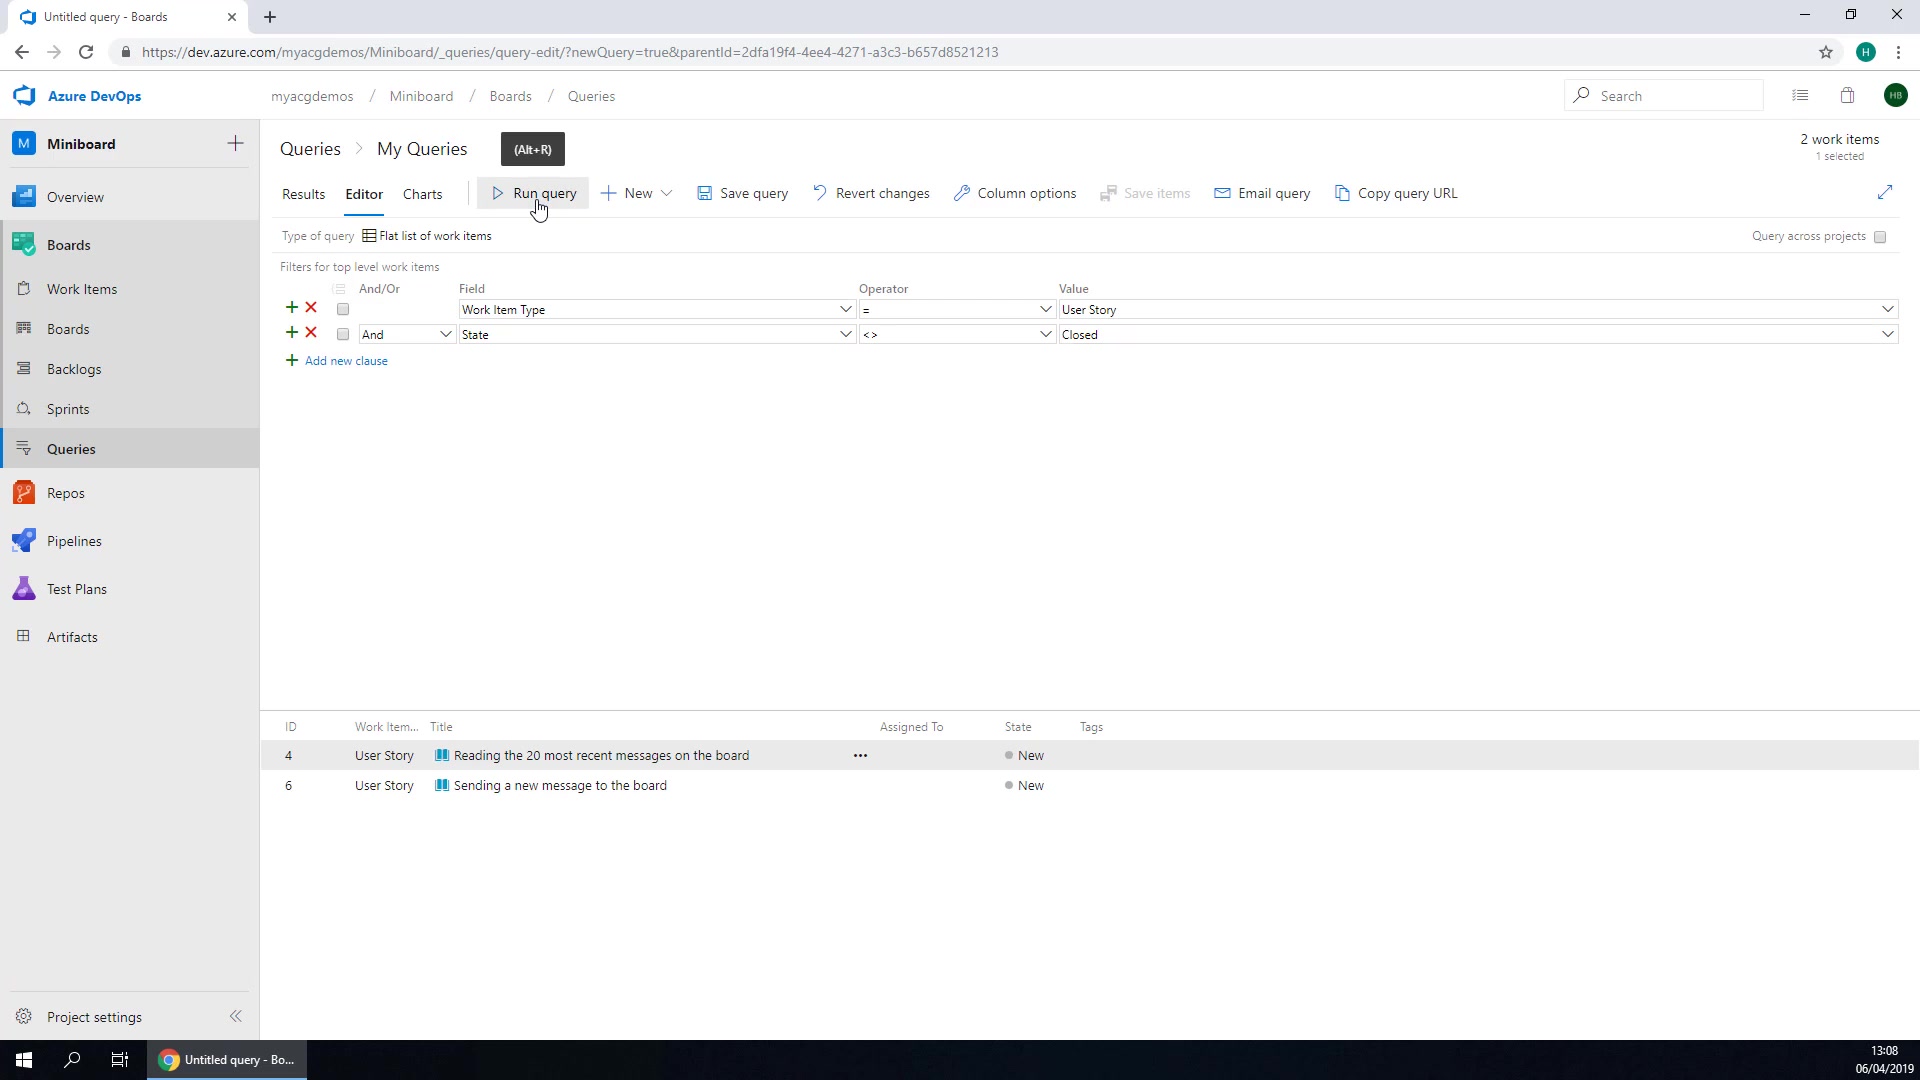 Untitled query - Boards
https://dev.azure.com/myacgdemos/Miniboard/_queries/query-edit/?newQuery=true&parentId=2dfa19f4-4ee4-4271-a3c3-b657d8521213
H
Azure DevOps
myacgdemos / Miniboard / Boards / Queries
Search
HB
M Miniboard
Overview
Boards
Work Items
Boards
Backlogs
Sprints
Queries
Repos
Pipelines
Test Plans
Artifacts
Project settings
Queries > My Queries
(Alt+R)
2 work items
1 selected
Results Editor Charts Run query New Save query Revert changes Column options Save items Email query Copy query URL
Type of query Flat list of work items
Query across projects
Filters for top level work items
And/Or Field Operator Value
Work Item Type = User Story
And State <> Closed
Add new clause
ID Work Item... Title Assigned To State Tags
4 User Story Reading the 20 most recent messages on the board ... New
6 User Story Sending a new message to the board New
Untitled query - Bo...
13:08
06/04/2019